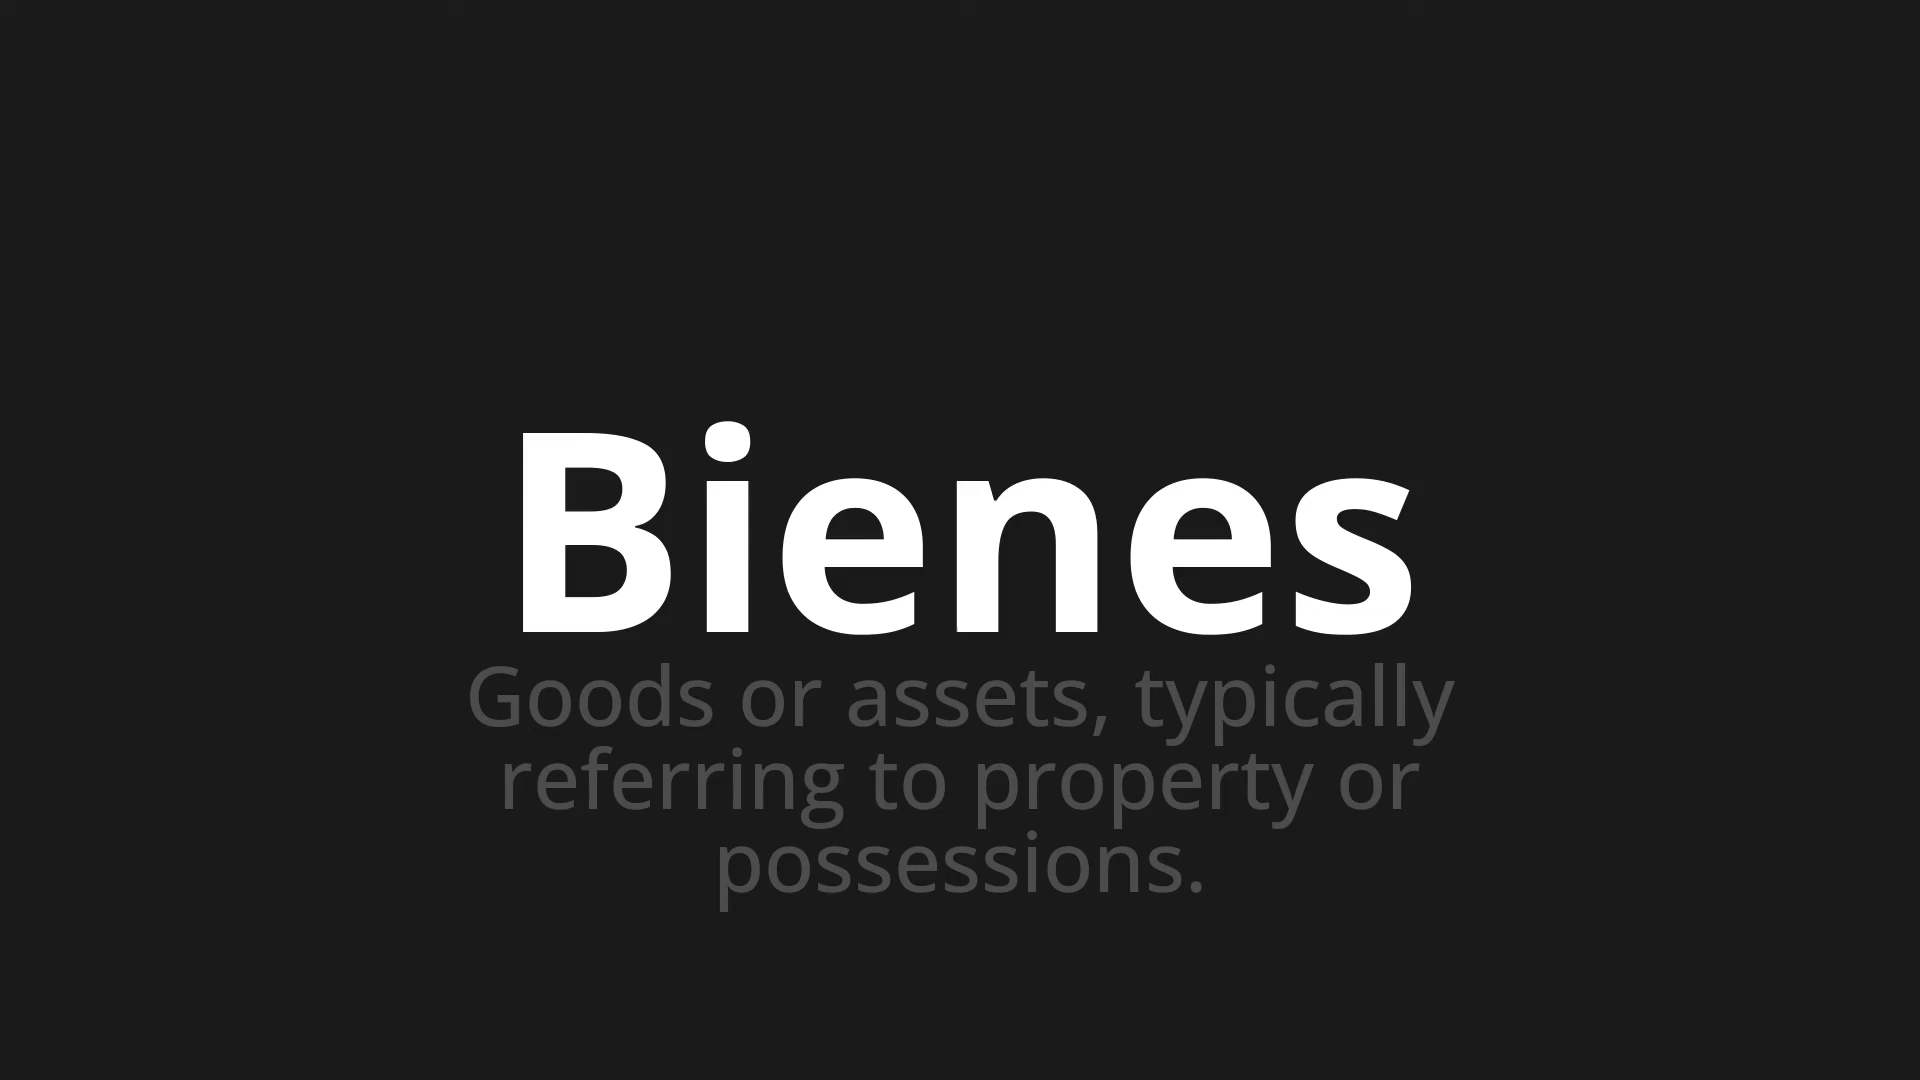 Bienes
Goods or assets, typically
referring to property or
possessions.